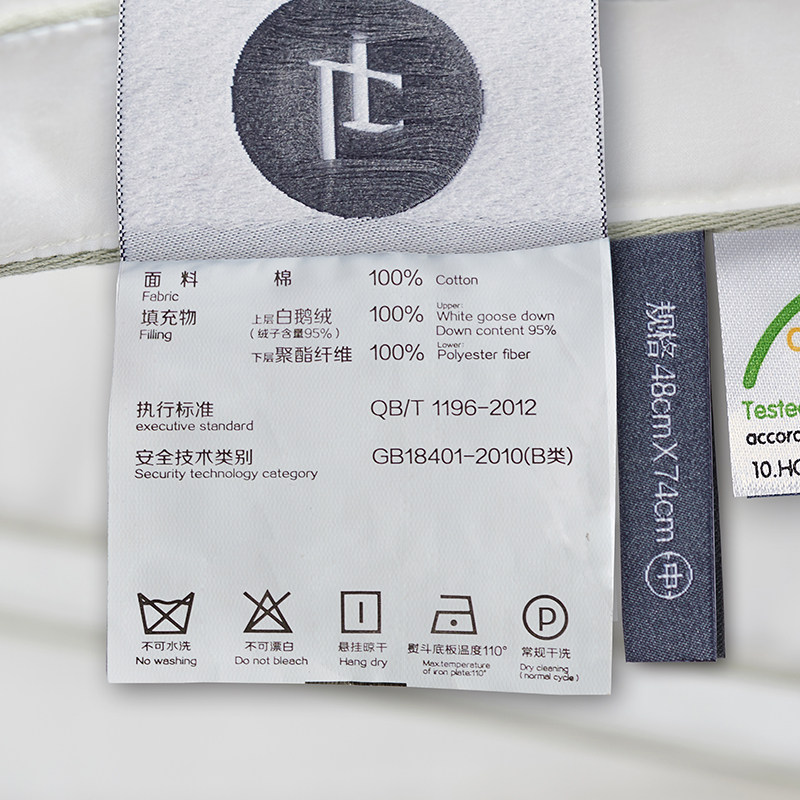 面 料 棉 100% Cotton
Fabric
填充物 上层白鹅绒 100% Upper: White goose down
Filling (绒子含量95%) Down content 95%
下层聚酯纤维 100% Lower: Polyester fiber
执行标准 QB/T 1196-2012
executive standard
安全技术类别 GB18401-2010(B类)
Security technology category
不可水洗 不可漂白 悬挂晾干 熨斗底板温度110° 常规干洗
No washing Do not bleach Hang dry Max.temperature of iron plate:110° Dry cleaning (normal cycle)
I
P
规格 48cmX74cm 中
Teste
accor
10.HC